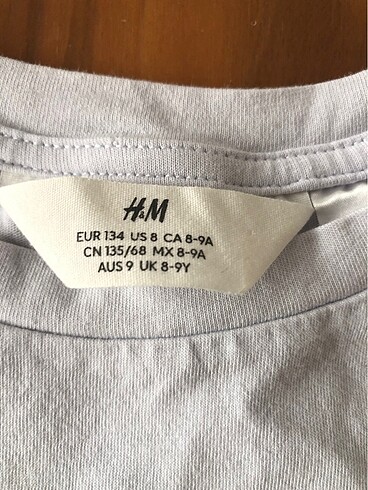 H&M
EUR 134 US 8 CA 8-9A
CN 135/68 MX 8-9A
AUS 9 UK 8-9Y